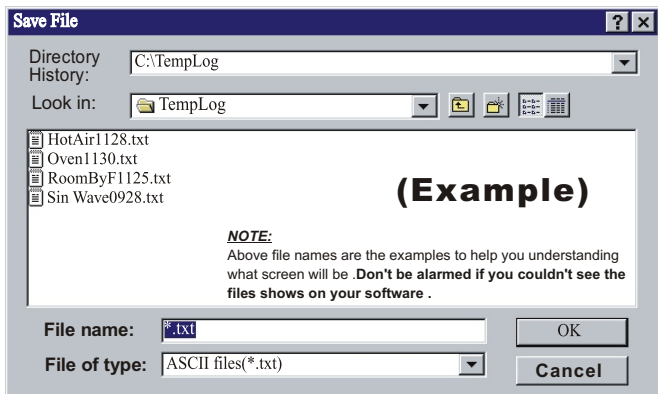 Save File
? ×
Directory
History:
C:\TempLog
Look in:
TempLog
HotAir1128.txt
Oven1130.txt
RoomByF1125.txt
Sin Wave0928.txt
(Example)
NOTE:
Above file names are the examples to help you understanding
what screen will be .Don't be alarmed if you couldn't see the
files shows on your software .
File name:
*.txt
OK
File of type:
ASCII files(*.txt)
Cancel